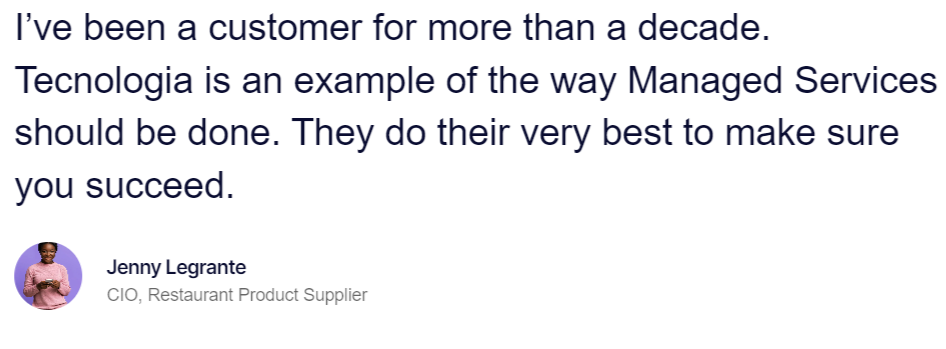 I’ve been a customer for more than a decade.
Tecnologia is an example of the way Managed Services
should be done. They do their very best to make sure
you succeed.
Jenny Legrante
CIO, Restaurant Product Supplier